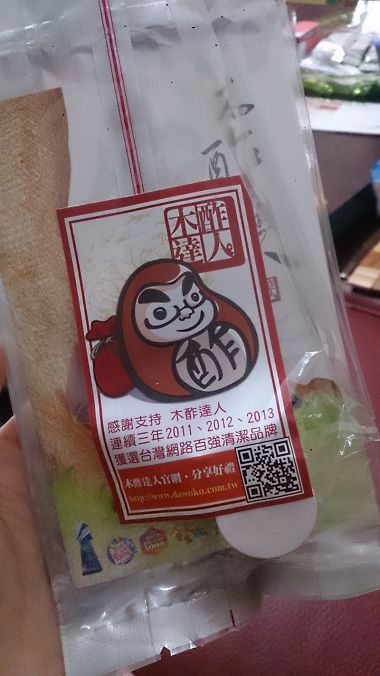 木酢
達人
酢
感謝支持 木酢達人
連續三年2011、2012、2013
獲選台灣網路百強清潔品牌
木酢達人官網‧分享好禮
http://www.dawoko.com.tw